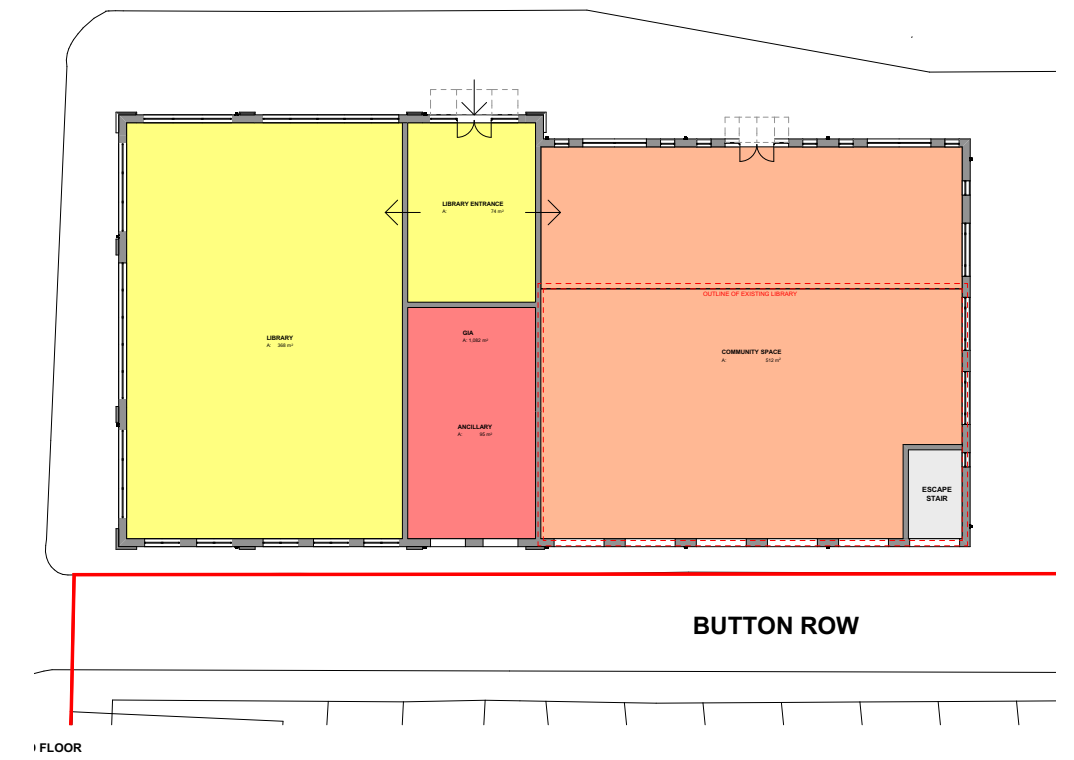 LIBRARY ENTRANCE
A: 74 m²
OUTLINE OF EXISTING LIBRARY
GIA
A: 1,092 m²
LIBRARY
A: 368 m²
COMMUNITY SPACE
A: 513 m²
ANCILLARY
A: 95 m²
ESCAPE
STAIR
BUTTON ROW
FLOOR